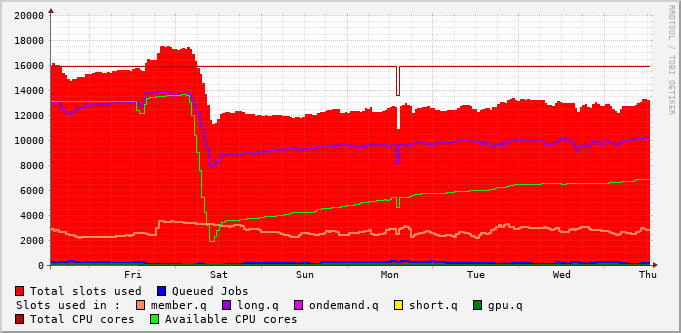 20000
18000
16000
14000
12000
10000
8000
6000
4000
2000
0
Fri Sat Sun Mon Tue Wed Thu
RRDTOOL / TOBI OETIKER
Total slots used Queued Jobs
Slots used in : member.q long.q ondemand.q short.q gpu.q
Total CPU cores Available CPU cores